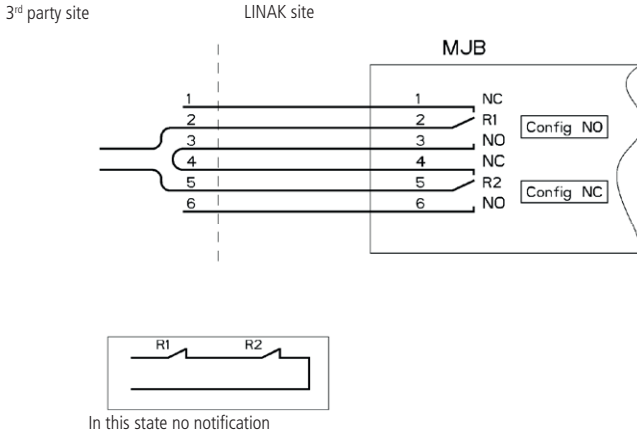 3rd party site LINAK site
MJB
1 1 NC
2 2 R1
Config NO
3 3 NO
4 4 NC
5 5 R2
Config NC
6 6 NO
R1 R2
In this state no notification